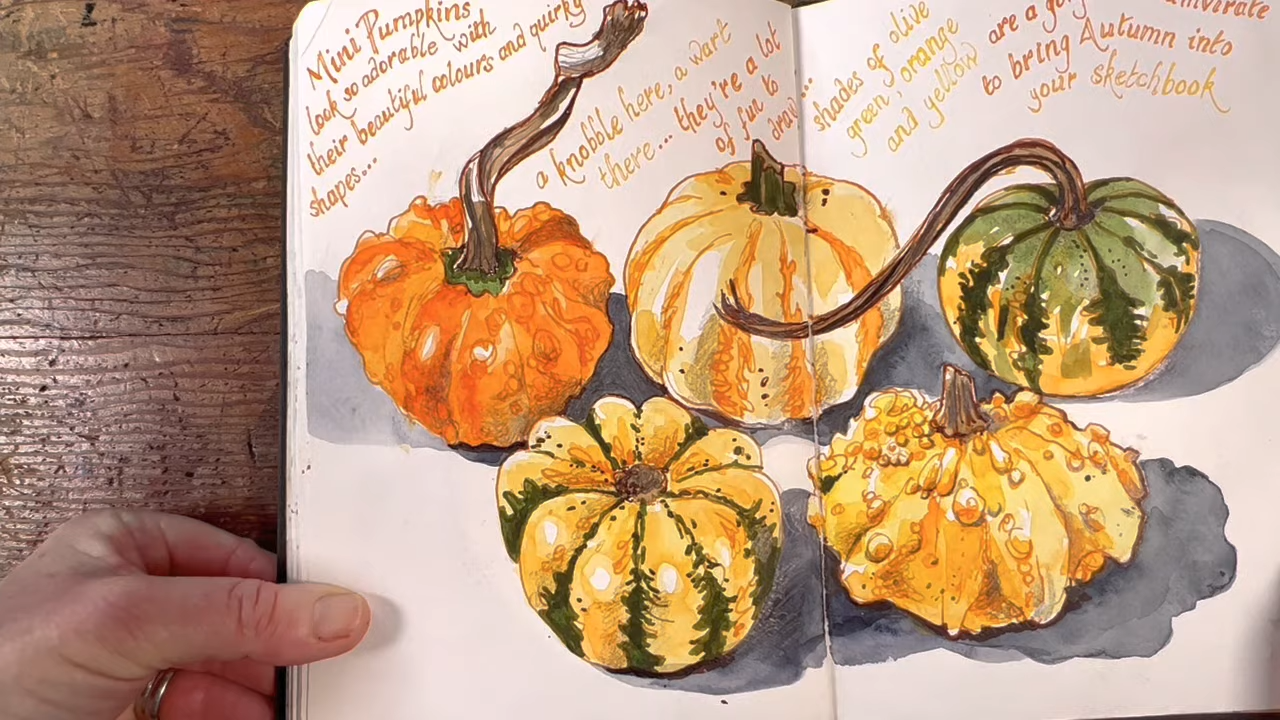 Mini Pumpkins
look so adorable with
their beautiful colours and quirky
shapes...
a knobble here, a wart
there... they're a lot
of fun to
draw...
shades of olive
green, orange
and yellow
are a
to bring Autumn into
your sketchbook